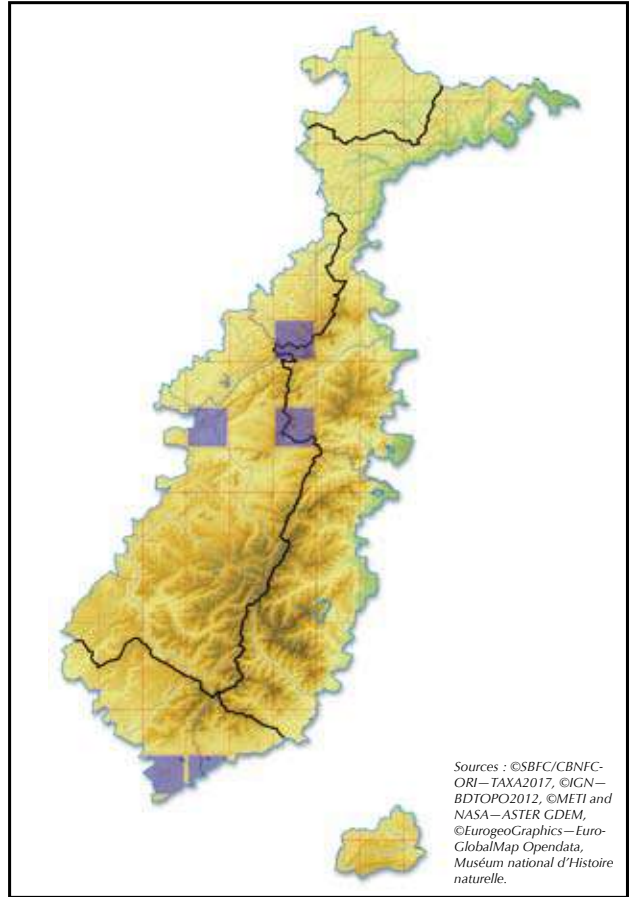 Sources : ©SBFC/CBNFC-
ORI—TAXA2017, ©IGN—
BDTOPO2012, ©METI and
NASA—ASTER GDEM,
©EurogeoGraphics—Euro-
GlobalMap Opendata,
Muséum national d’Histoire
naturelle.